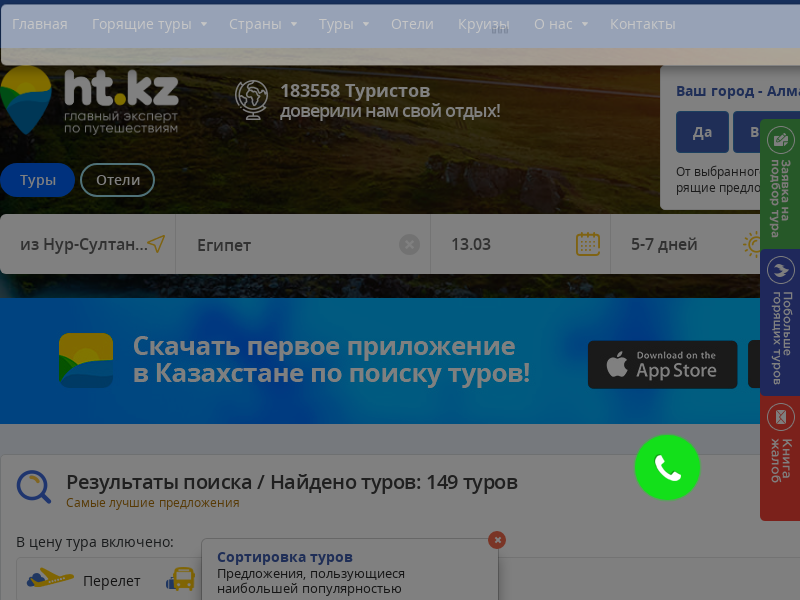 Главная Горящие туры Страны Туры Отели Круизы О нас Контакты
ht.kz
главный эксперт
по путешествиям
183558 Туристов
доверили нам свой отдых!
Ваш город -
Да
От выбранного
Туры Отели
из Нур-Султан... Египет 13.03 5-7 дней
Заявка на
подбор тура
Побольше
горящих туров
Книга
жалоб
Скачать первое приложение
в Казахстане по поиску туров!
Download on the
App Store
Результаты поиска / Найдено туров: 149 туров
Самые лучшие предложения
В цену тура включено:
Перелет
Сортировка туров
Предложения, пользующиеся
наибольшей популярностью